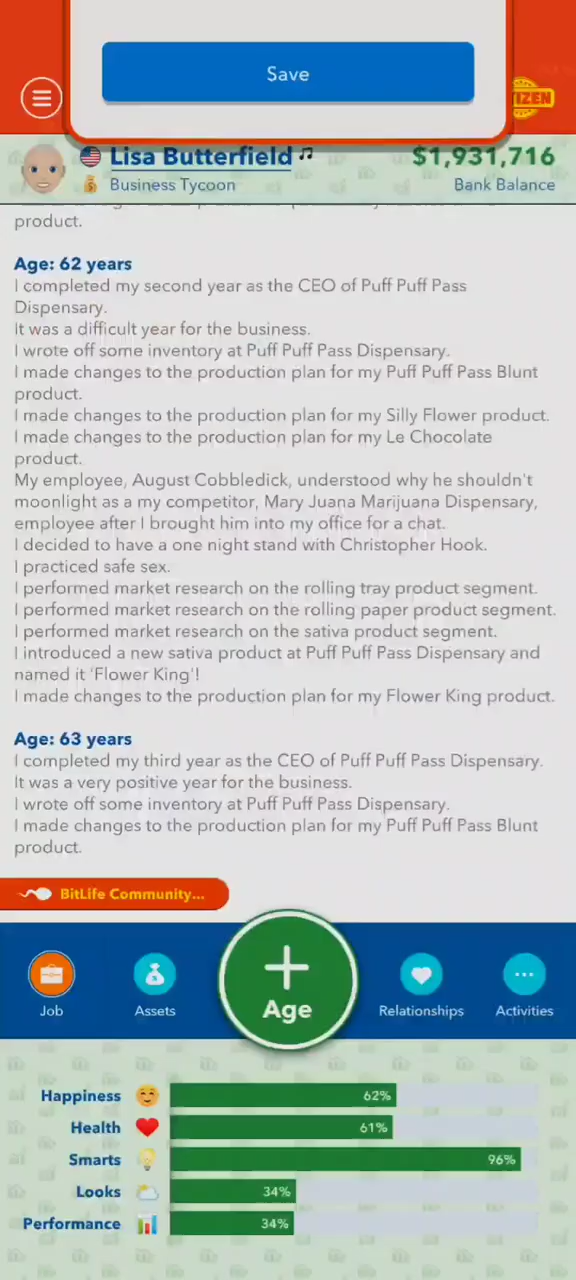 Save
TIZEN
Lisa Butterfield
$1,931,716
Business Tycoon
Bank Balance
product.
Age: 62 years
I completed my second year as the CEO of Puff Puff Pass
Dispensary.
It was a difficult year for the business.
I wrote off some inventory at Puff Puff Pass Dispensary.
I made changes to the production plan for my Puff Puff Pass Blunt
product.
I made changes to the production plan for my Silly Flower product.
I made changes to the production plan for my Le Chocolate
product.
My employee, August Cobbledick, understood why he shouldn't
moonlight as a my competitor, Mary Juana Marijuana Dispensary,
employee after I brought him into my office for a chat.
I decided to have a one night stand with Christopher Hook.
I practiced safe sex.
I performed market research on the rolling tray product segment.
I performed market research on the rolling paper product segment.
I performed market research on the sativa product segment.
I introduced a new sativa product at Puff Puff Pass Dispensary and
named it 'Flower King'!
I made changes to the production plan for my Flower King product.
Age: 63 years
I completed my third year as the CEO of Puff Puff Pass Dispensary.
It was a very positive year for the business.
I wrote off some inventory at Puff Puff Pass Dispensary.
I made changes to the production plan for my Puff Puff Pass Blunt
product.
BitLife Community...
Job
Assets
Age
Relationships
Activities
Happiness
62%
Health
61%
Smarts
96%
Looks
34%
Performance
34%